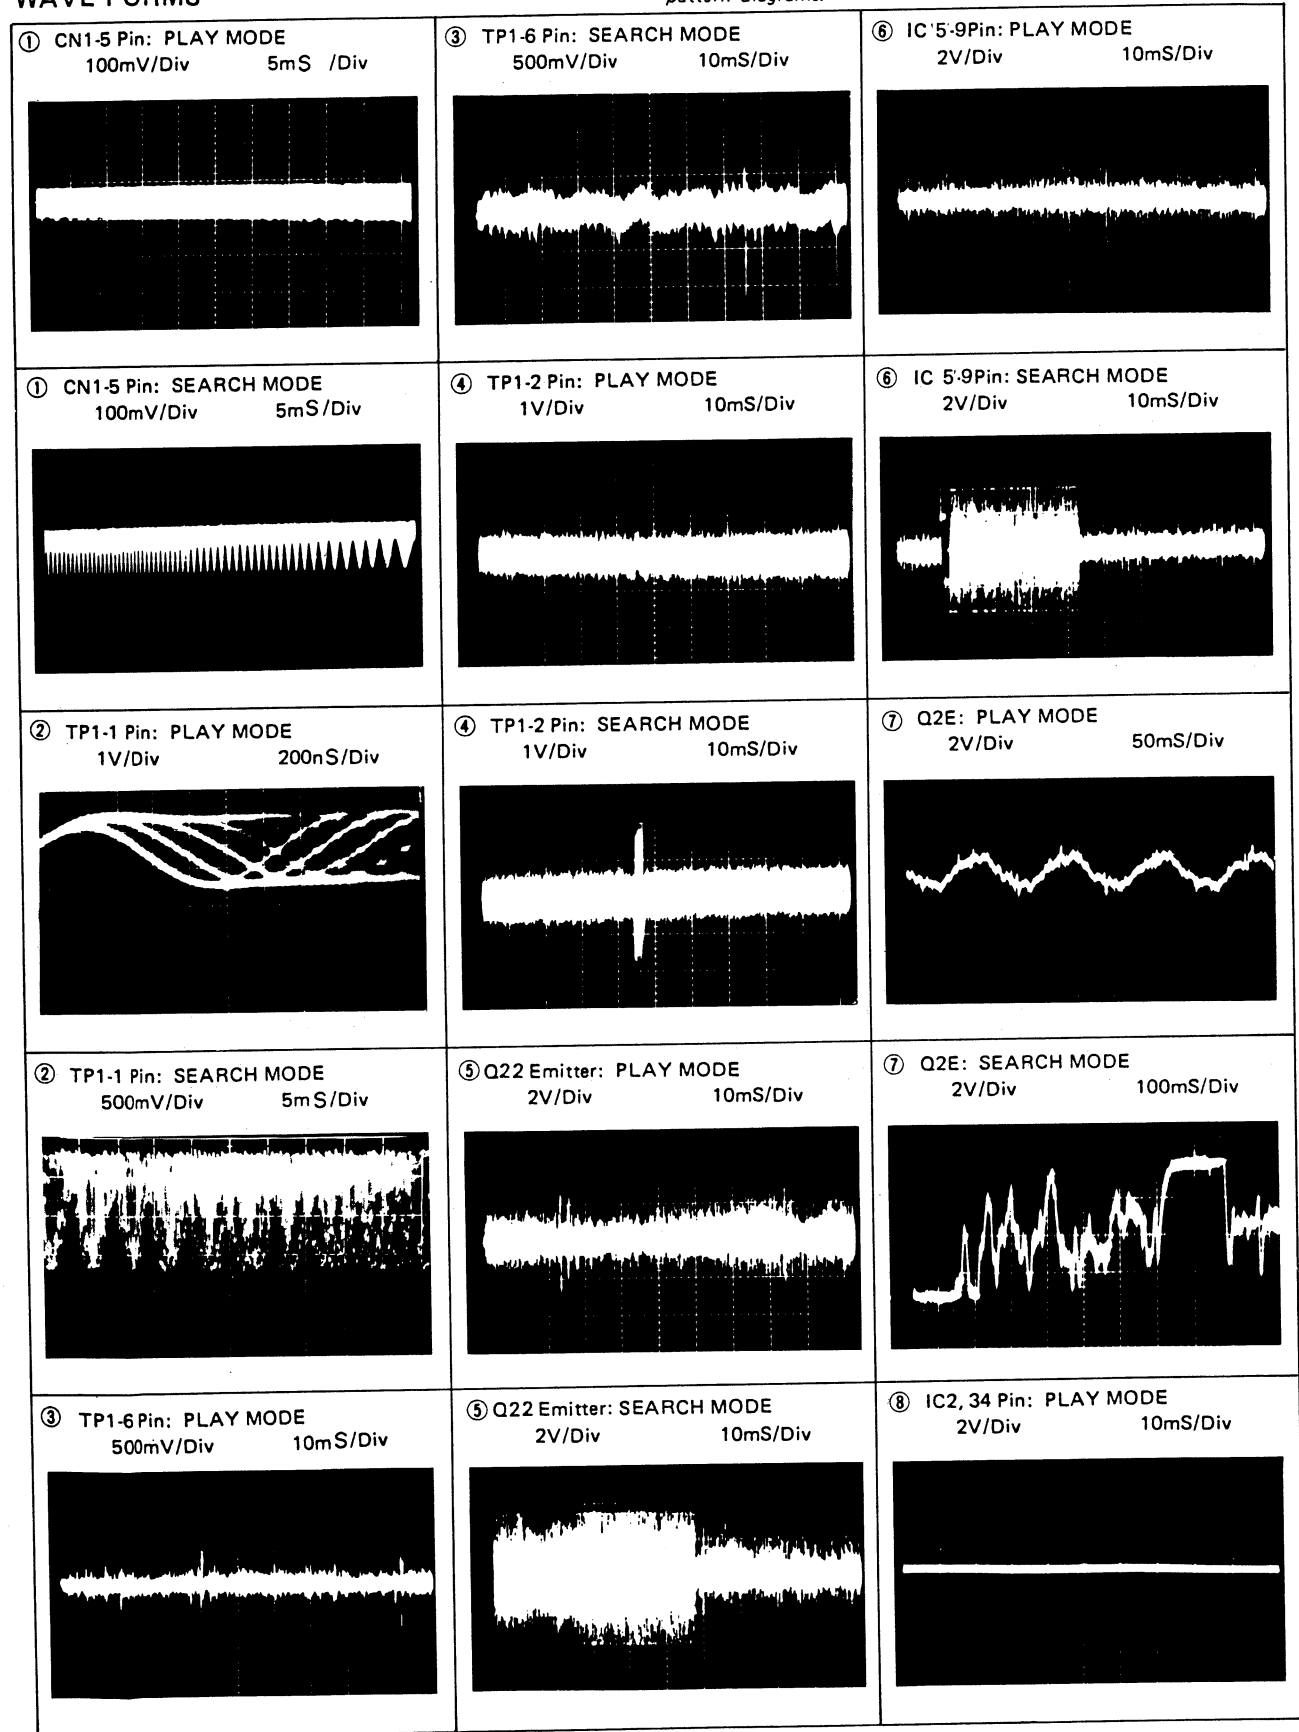 WAVE FORMS
pattern diagrams.
① CN1-5 Pin: PLAY MODE
100mV/Div 5mS /Div
① CN1-5 Pin: SEARCH MODE
100mV/Div 5mS/Div
② TP1-1 Pin: PLAY MODE
1V/Div 200nS/Div
② TP1-1 Pin: SEARCH MODE
500mV/Div 5mS/Div
③ TP1-6 Pin: PLAY MODE
500mV/Div 10mS/Div
③ TP1-6 Pin: SEARCH MODE
500mV/Div 10mS/Div
④ TP1-2 Pin: PLAY MODE
1V/Div 10mS/Div
④ TP1-2 Pin: SEARCH MODE
1V/Div 10mS/Div
⑤ Q22 Emitter: PLAY MODE
2V/Div 10mS/Div
⑤ Q22 Emitter: SEARCH MODE
2V/Div 10mS/Div
⑥ IC 5-9Pin: PLAY MODE
2V/Div 10mS/Div
⑥ IC 5-9Pin: SEARCH MODE
2V/Div 10mS/Div
⑦ Q2E: PLAY MODE
2V/Div 50mS/Div
⑦ Q2E: SEARCH MODE
2V/Div 100mS/Div
⑧ IC2, 34 Pin: PLAY MODE
2V/Div 10mS/Div